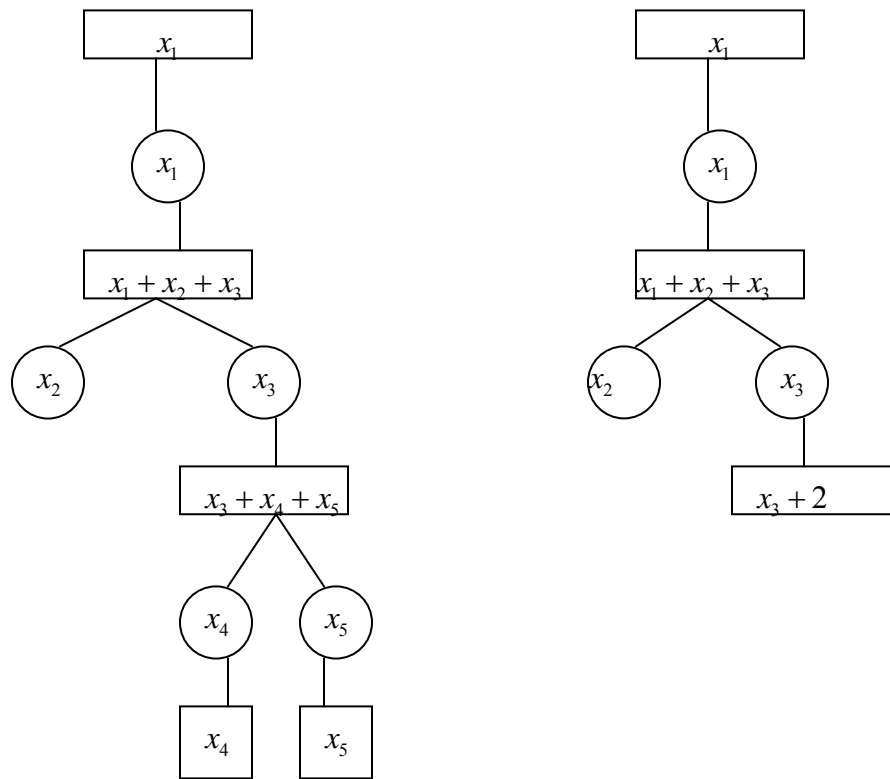 x₁ x₁
x₁ x₁
x₁ + x₂ + x₃ x₁ + x₂ + x₃
x₂ x₃ x₂ x₃
x₃ + x₄ + x₅ x₃ + 2
x₄ x₅
x₄ x₅